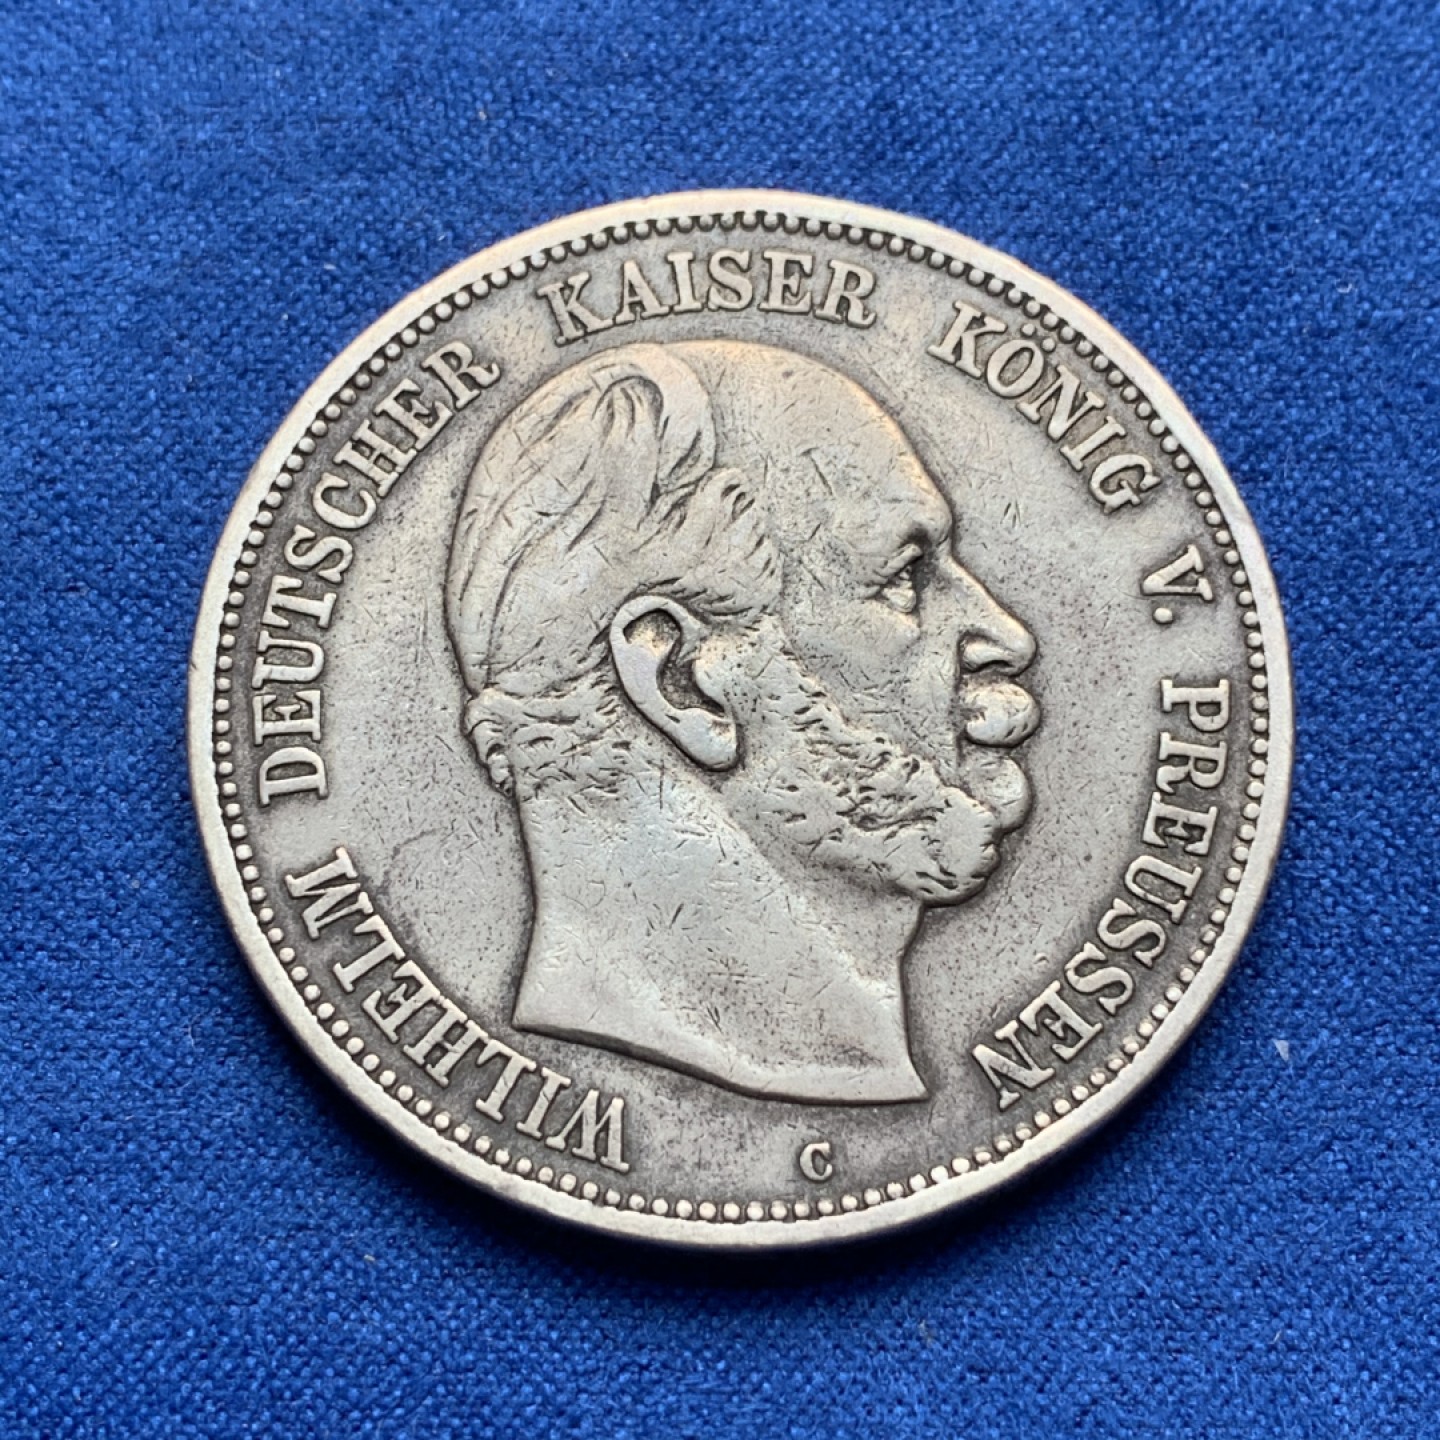 WILHELM DEUTSCHER KAISER KÖNIG V. PREUSSEN
C